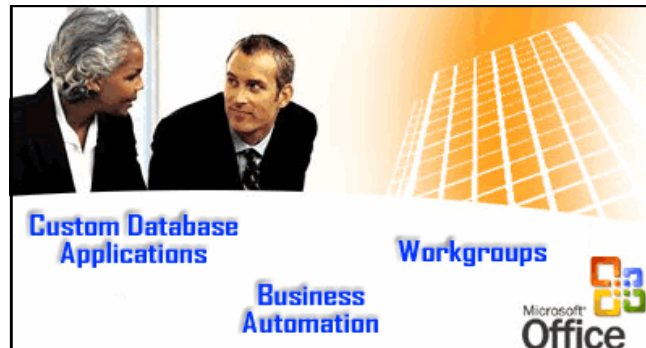 Custom Database
Applications
Workgroups
Business
Automation
Microsoft
Office